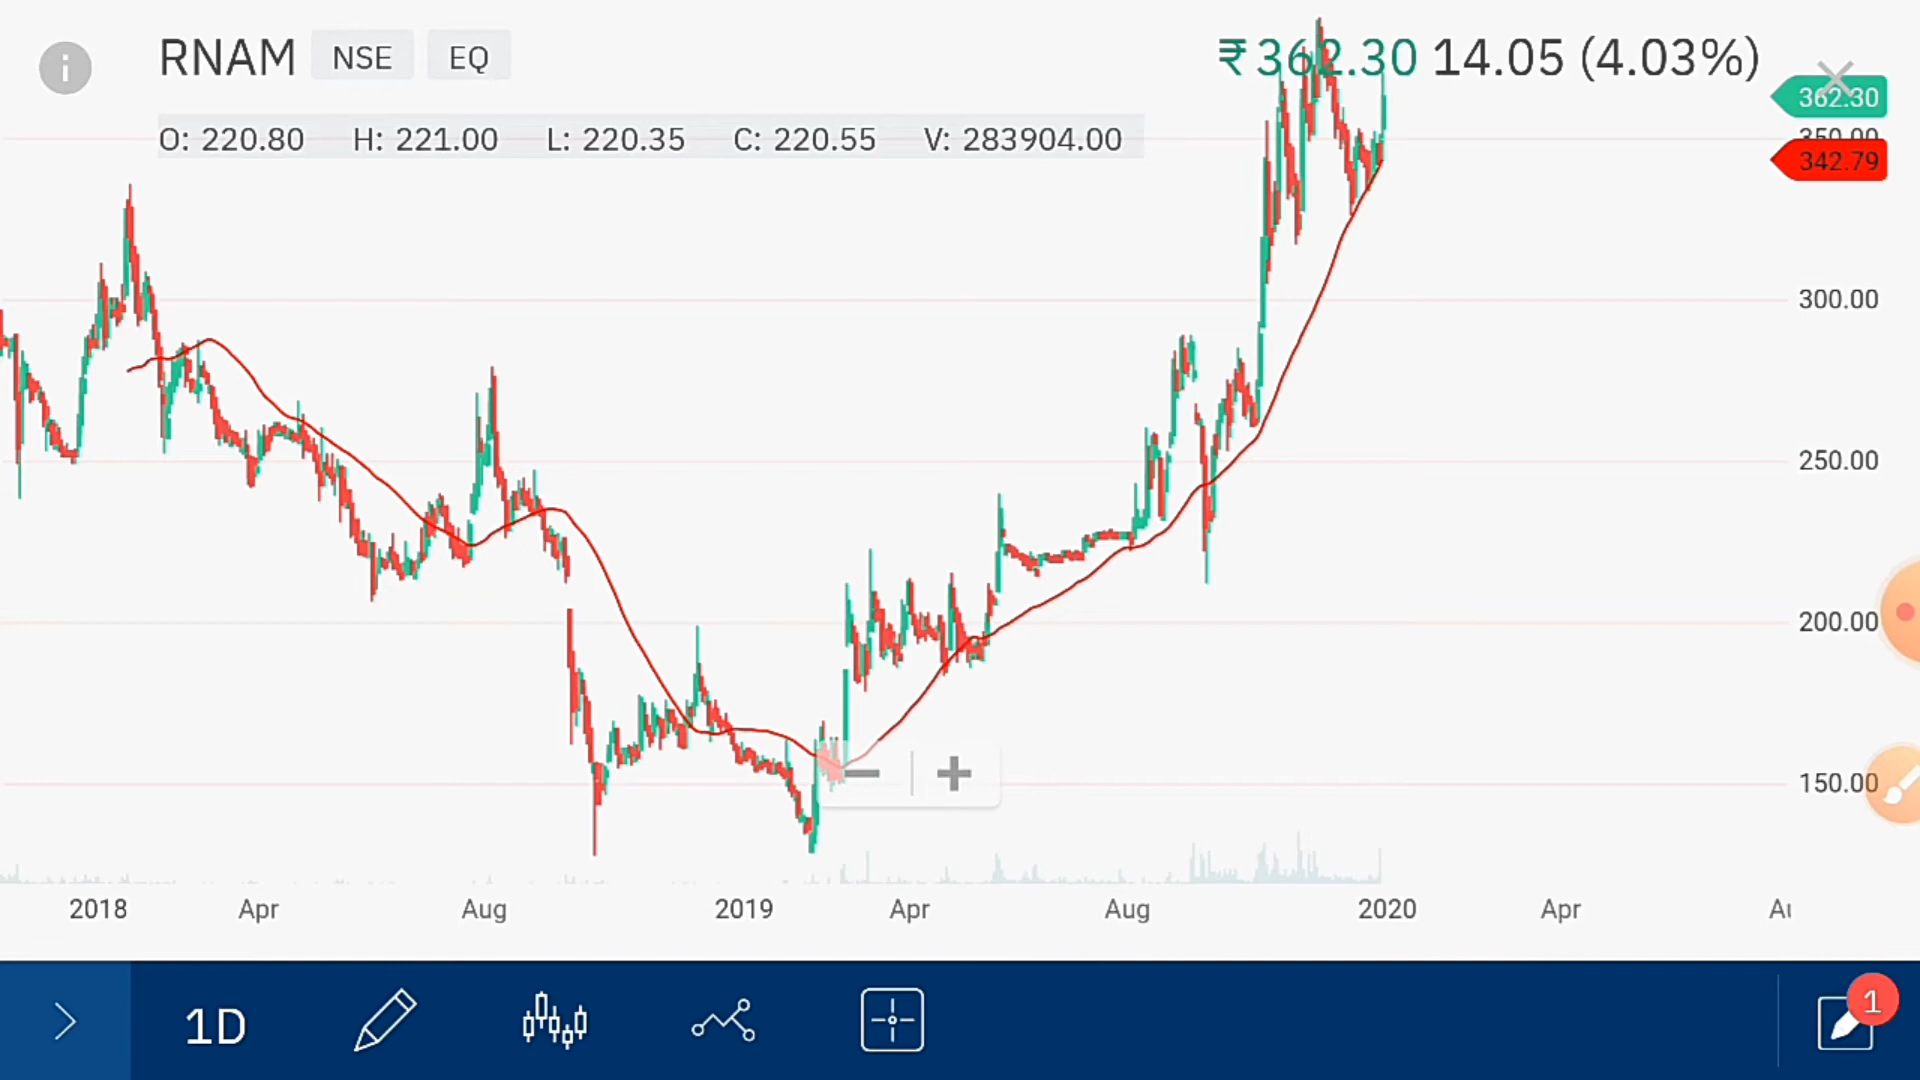 RNAM NSE EQ ₹362.30 14.05 (4.03%)
362.30
O: 220.80 H: 221.00 L: 220.35 C: 220.55 V: 283904.00
350.00
342.79
300.00
250.00
200.00
150.00
2018 Apr Aug 2019 Apr Aug 2020 Apr
1D
1